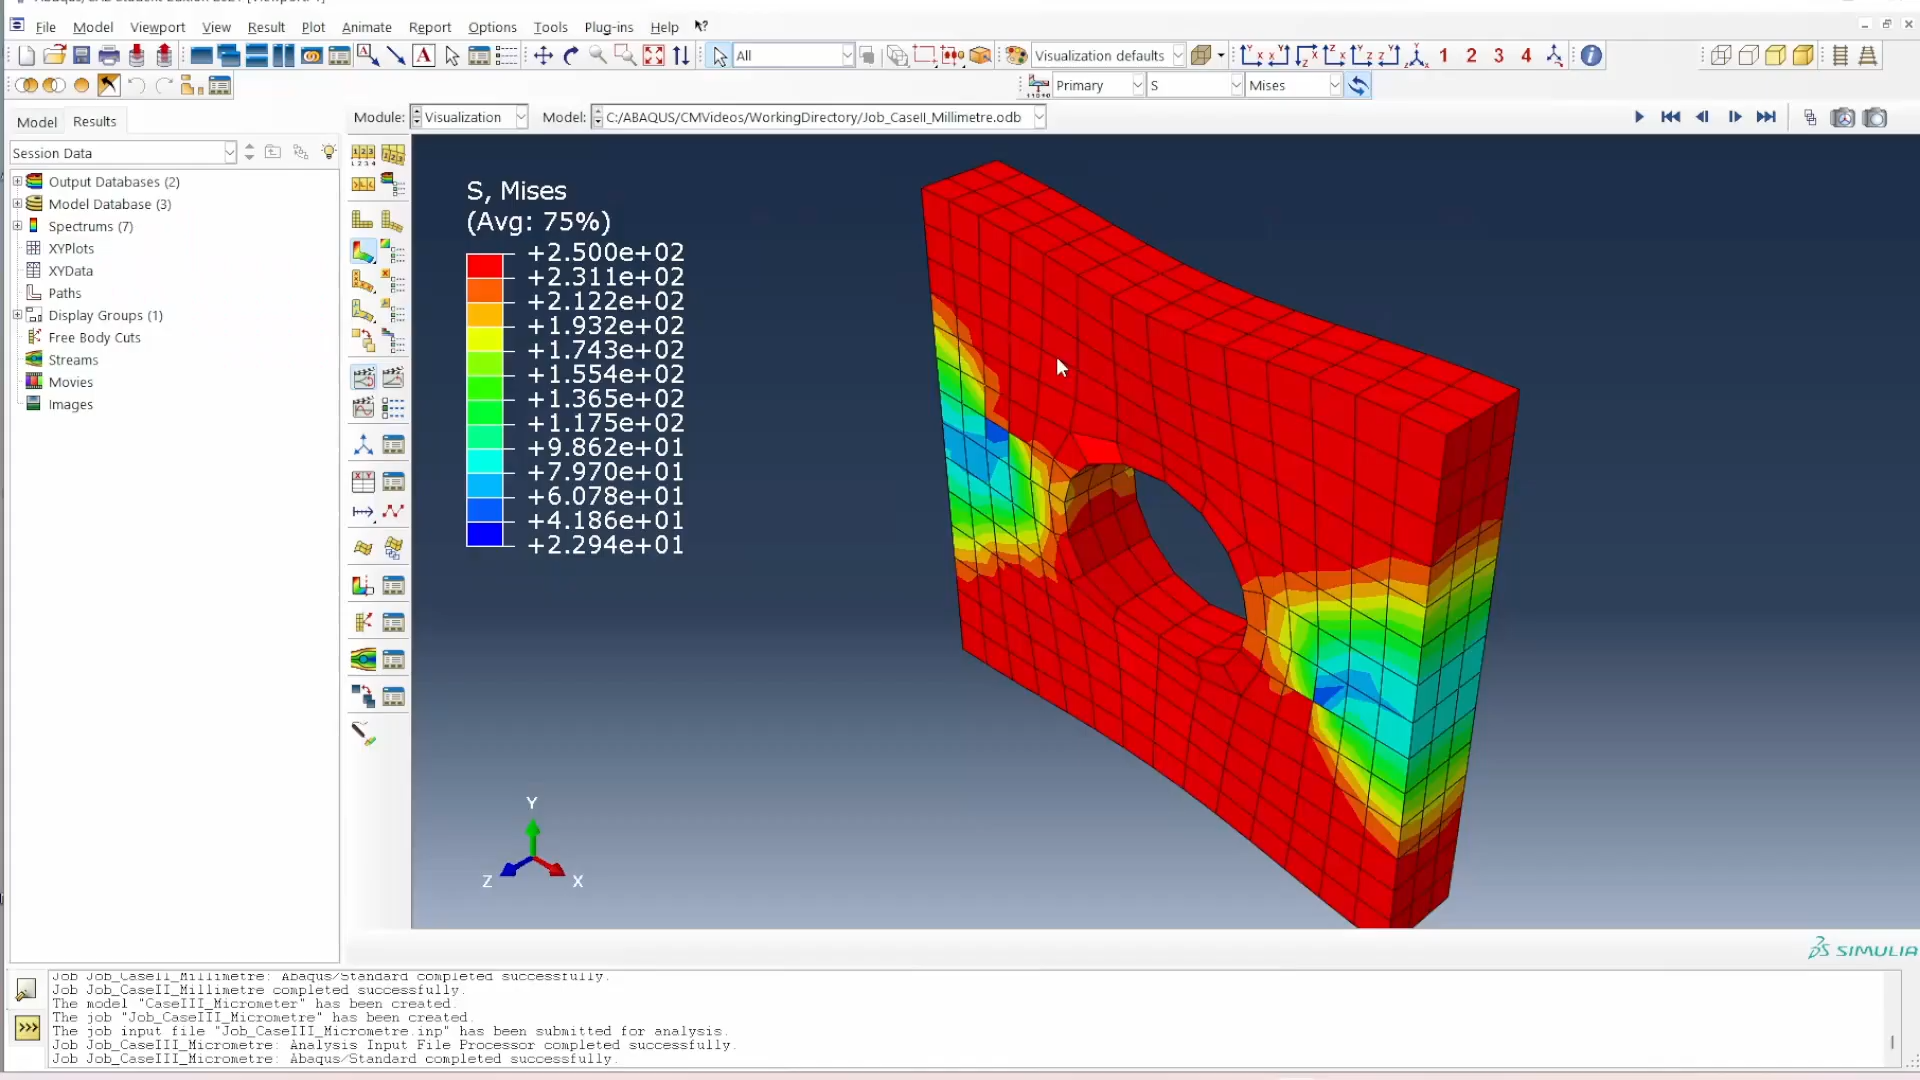 File Model Viewport View Result Plot Animate Report Options Tools Plug-ins Help
All Visualization defaults 1 2 3 4
Primary S Mises
Model Results Module: Visualization Model: C:/ABAQUS/CMVideos/WorkingDirectory/Job_CaseII_Millimetre.odb
Session Data
Output Databases (2)
Model Database (3)
Spectrums (7)
XYPlots
XYData
Paths
Display Groups (1)
Free Body Cuts
Streams
Movies
Images
S, Mises
(Avg: 75%)
+2.500e+02
+2.311e+02
+2.122e+02
+1.932e+02
+1.743e+02
+1.554e+02
+1.365e+02
+1.175e+02
+9.862e+01
+7.970e+01
+6.078e+01
+4.186e+01
+2.294e+01
Y
Z X
SIMULIA
Job Job_CaseII_Millimetre: Abaqus/Standard completed successfully.
Job Job_CaseII_Millimetre completed successfully.
The model "CaseIII_Micrometer" has been created.
The job "Job_CaseIII_Micrometre" has been created.
The job input file "Job_CaseIII_Micrometre.inp" has been submitted for analysis.
Job Job_CaseIII_Micrometre: Analysis Input File Processor completed successfully.
Job Job_CaseIII_Micrometre: Abaqus/Standard completed successfully.